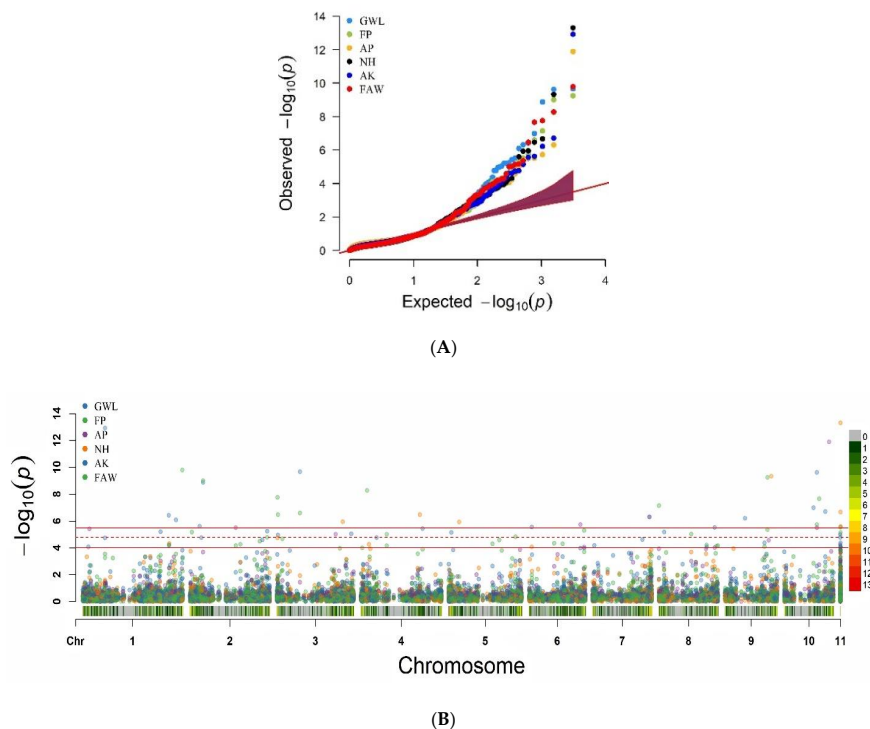 14
12
10
8
6
4
2
0
Observed −log10(p)
GWL
FP
AP
NH
AK
FAW
0 1 2 3 4
Expected −log10(p)
(A)
14
12
10
8
6
4
2
0
−log10(p)
GWL
FP
AP
NH
AK
FAW
0
1
2
3
4
5
6
7
8
9
10
11
12
13
Chr 1 2 3 4 5 6 7 8 9 10 11
Chromosome
(B)